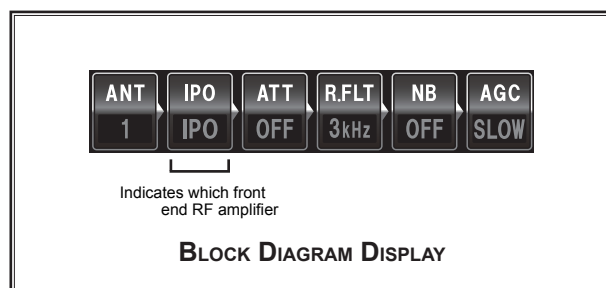 ANT IPO ATT R.FLT NB AGC
1 IPO OFF 3kHz OFF SLOW
Indicates which front
end RF amplifier
BLOCK DIAGRAM DISPLAY